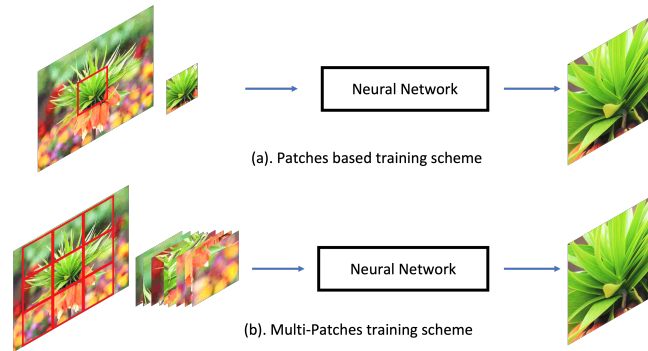 Neural Network
(a). Patches based training scheme
Neural Network
(b). Multi-Patches training scheme